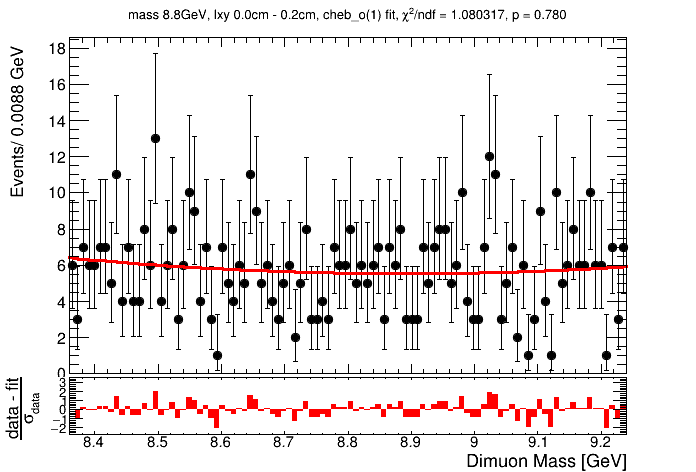 mass 8.8GeV, lxy 0.0cm - 0.2cm, cheb_o(1) fit, χ²/ndf = 1.080317, p = 0.780
Events/ 0.0088 GeV
18
16
14
12
10
8
6
4
2
0
data - fit
σdata
3
2
1
0
−1
−2
8.4 8.5 8.6 8.7 8.8 8.9 9 9.1 9.2
Dimuon Mass [GeV]